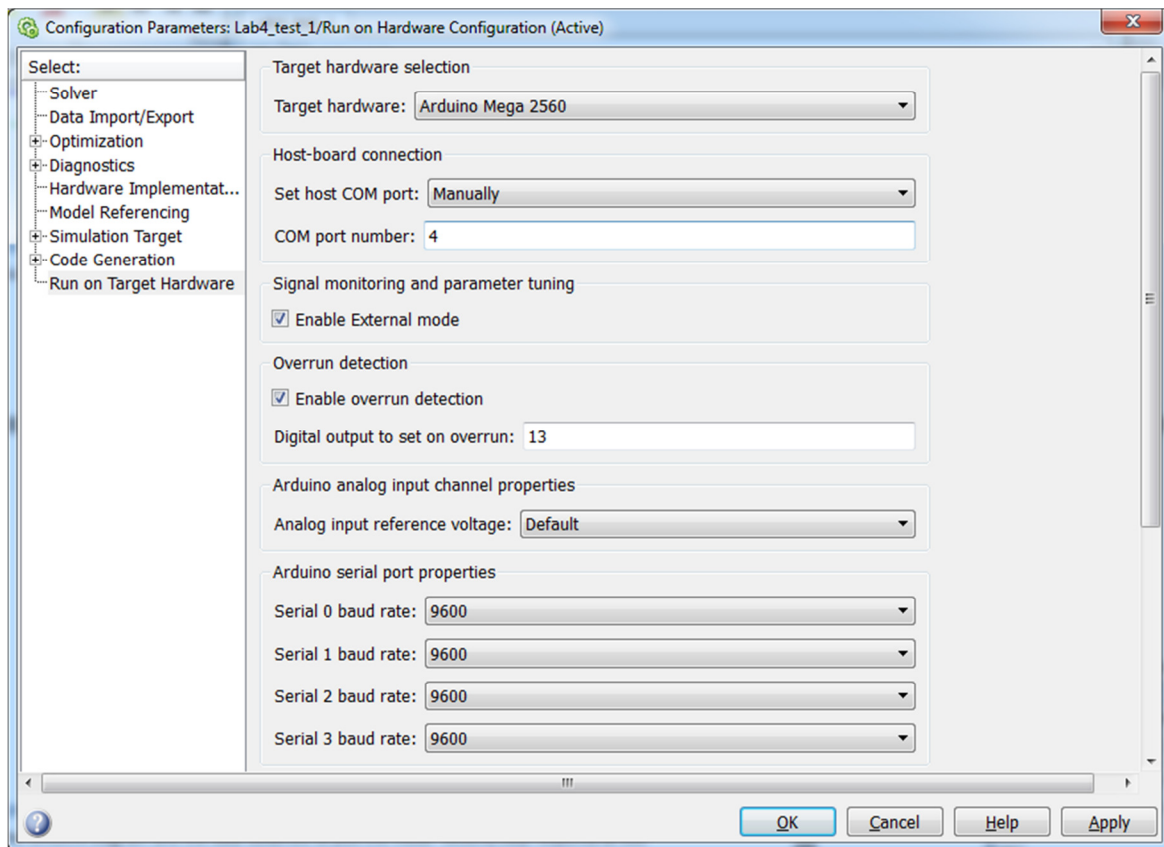 Configuration Parameters: Lab4_test_1/Run on Hardware Configuration (Active)
Select:
Solver
Data Import/Export
Optimization
Diagnostics
Hardware Implementat...
Model Referencing
Simulation Target
Code Generation
Run on Target Hardware
Target hardware selection
Target hardware: Arduino Mega 2560
Host-board connection
Set host COM port: Manually
COM port number: 4
Signal monitoring and parameter tuning
Enable External mode
Overrun detection
Enable overrun detection
Digital output to set on overrun: 13
Arduino analog input channel properties
Analog input reference voltage: Default
Arduino serial port properties
Serial 0 baud rate: 9600
Serial 1 baud rate: 9600
Serial 2 baud rate: 9600
Serial 3 baud rate: 9600
OK Cancel Help Apply